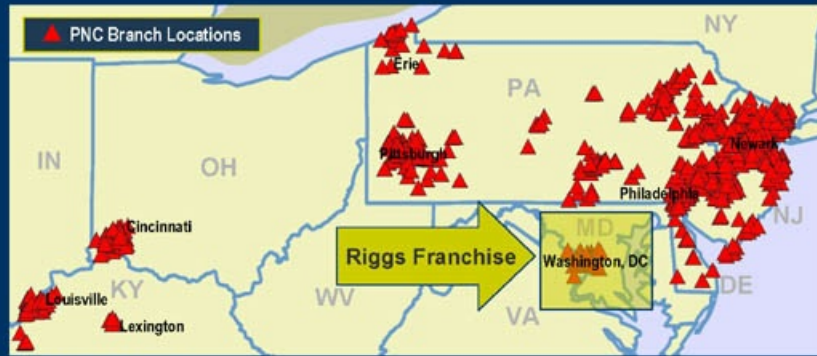 PNC Branch Locations
NY
Erie
PA
IN
OH
Pittsburgh
Newark
Philadelphia
NJ
Cincinnati
MD
Riggs Franchise
Washington, DC
DE
KY
Louisville
WV
VA
Lexington